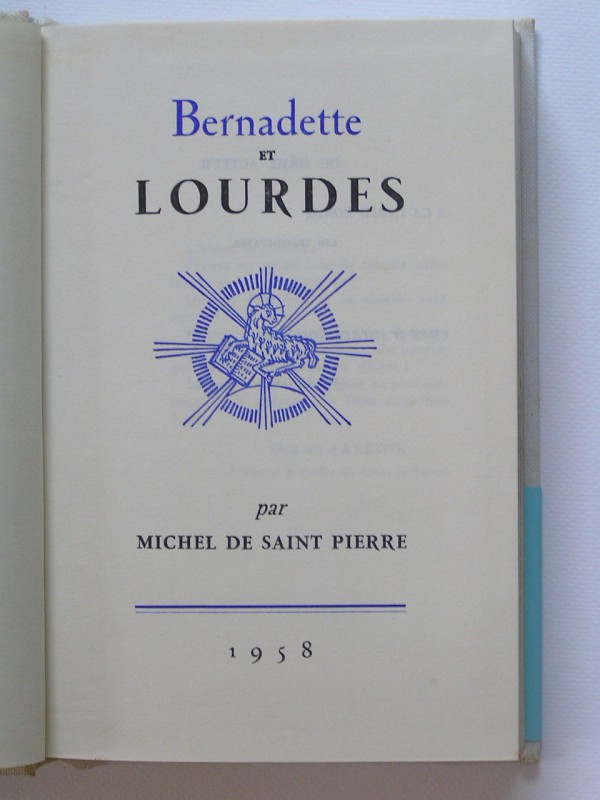 Bernadette
ET
LOURDES
par
MICHEL DE SAINT PIERRE
1958